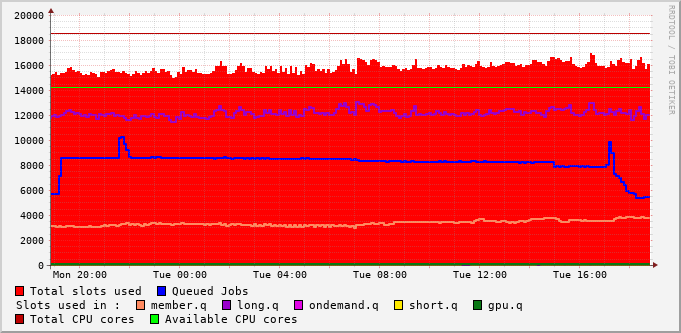 20000
18000
16000
14000
12000
10000
8000
6000
4000
2000
0
Mon 20:00 Tue 00:00 Tue 04:00 Tue 08:00 Tue 12:00 Tue 16:00
Total slots used Queued Jobs
Slots used in : member.q long.q ondemand.q short.q gpu.q
Total CPU cores Available CPU cores
RRDTOOL / TOBI OETIKER